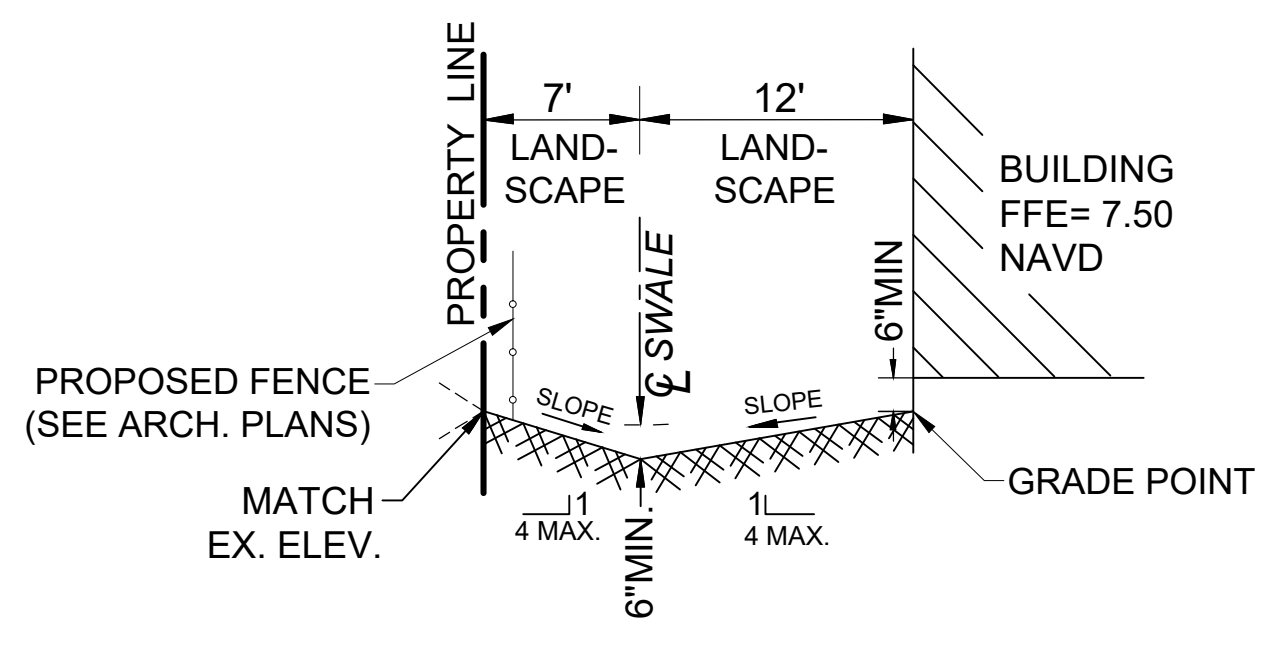 PROPERTY LINE
7'
12'
LAND-
SCAPE
LAND-
SCAPE
BUILDING
FFE= 7.50
NAVD
℄ SWALE
6"MIN
PROPOSED FENCE
(SEE ARCH. PLANS)
SLOPE
SLOPE
MATCH
EX. ELEV.
GRADE POINT
1
4 MAX.
6"MIN.
1
4 MAX.